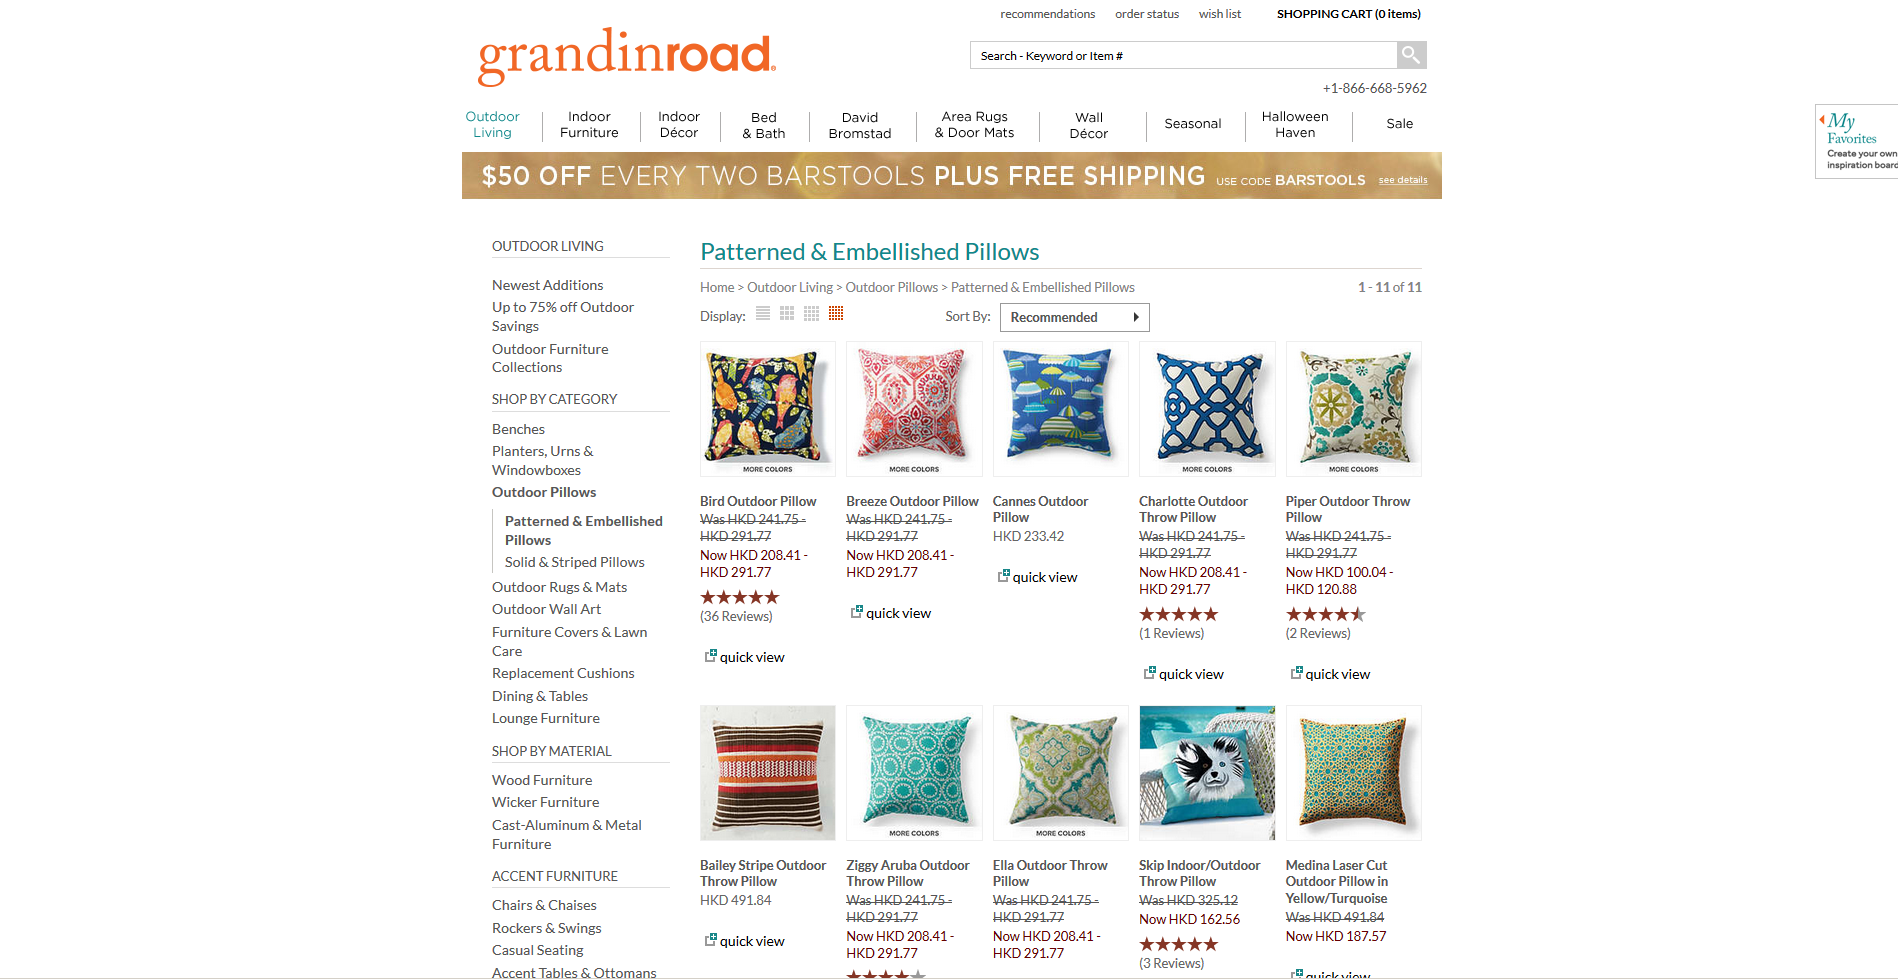 recommendations order status wish list SHOPPING CART (0 items)
grandinroad
Search - Keyword or Item #
+1-866-668-5962
Outdoor Living
Indoor Furniture
Indoor Décor
Bed & Bath
David Bromstad
Area Rugs & Door Mats
Wall Décor
Seasonal
Halloween Haven
Sale
My
Favorites
Create your own
inspiration board
$50 OFF EVERY TWO BARSTOOLS PLUS FREE SHIPPING USE CODE BARSTOOLS see details
OUTDOOR LIVING
Newest Additions
Up to 75% off Outdoor
Savings
Outdoor Furniture
Collections
SHOP BY CATEGORY
Benches
Planters, Urns &
Windowboxes
Outdoor Pillows
Patterned & Embellished
Pillows
Solid & Striped Pillows
Outdoor Rugs & Mats
Outdoor Wall Art
Furniture Covers & Lawn
Care
Replacement Cushions
Dining & Tables
Lounge Furniture
SHOP BY MATERIAL
Wood Furniture
Wicker Furniture
Cast-Aluminum & Metal
Furniture
ACCENT FURNITURE
Chairs & Chaises
Rockers & Swings
Casual Seating
Accent Tables & Ottomans
Patterned & Embellished Pillows
Home > Outdoor Living > Outdoor Pillows > Patterned & Embellished Pillows
1 - 11 of 11
Display:
Sort By: Recommended
MORE COLORS
Bird Outdoor Pillow
Was HKD 241.75 -
HKD 291.77
Now HKD 208.41 -
HKD 291.77
(36 Reviews)
quick view
MORE COLORS
Breeze Outdoor Pillow
Was HKD 241.75 -
HKD 291.77
Now HKD 208.41 -
HKD 291.77
quick view
Cannes Outdoor
Pillow
HKD 233.42
quick view
MORE COLORS
Charlotte Outdoor
Throw Pillow
Was HKD 241.75 -
HKD 291.77
Now HKD 208.41 -
HKD 291.77
(1 Reviews)
quick view
MORE COLORS
Piper Outdoor Throw
Pillow
Was HKD 241.75 -
HKD 291.77
Now HKD 100.04 -
HKD 120.88
(2 Reviews)
quick view
Bailey Stripe Outdoor
Throw Pillow
HKD 491.84
quick view
MORE COLORS
Ziggy Aruba Outdoor
Throw Pillow
Was HKD 241.75 -
HKD 291.77
Now HKD 208.41 -
HKD 291.77
MORE COLORS
Ella Outdoor Throw
Pillow
Was HKD 241.75 -
HKD 291.77
Now HKD 208.41 -
HKD 291.77
Skip Indoor/Outdoor
Throw Pillow
Was HKD 325.12
Now HKD 162.56
(3 Reviews)
Medina Laser Cut
Outdoor Pillow in
Yellow/Turquoise
Was HKD 491.84
Now HKD 187.57
quick view